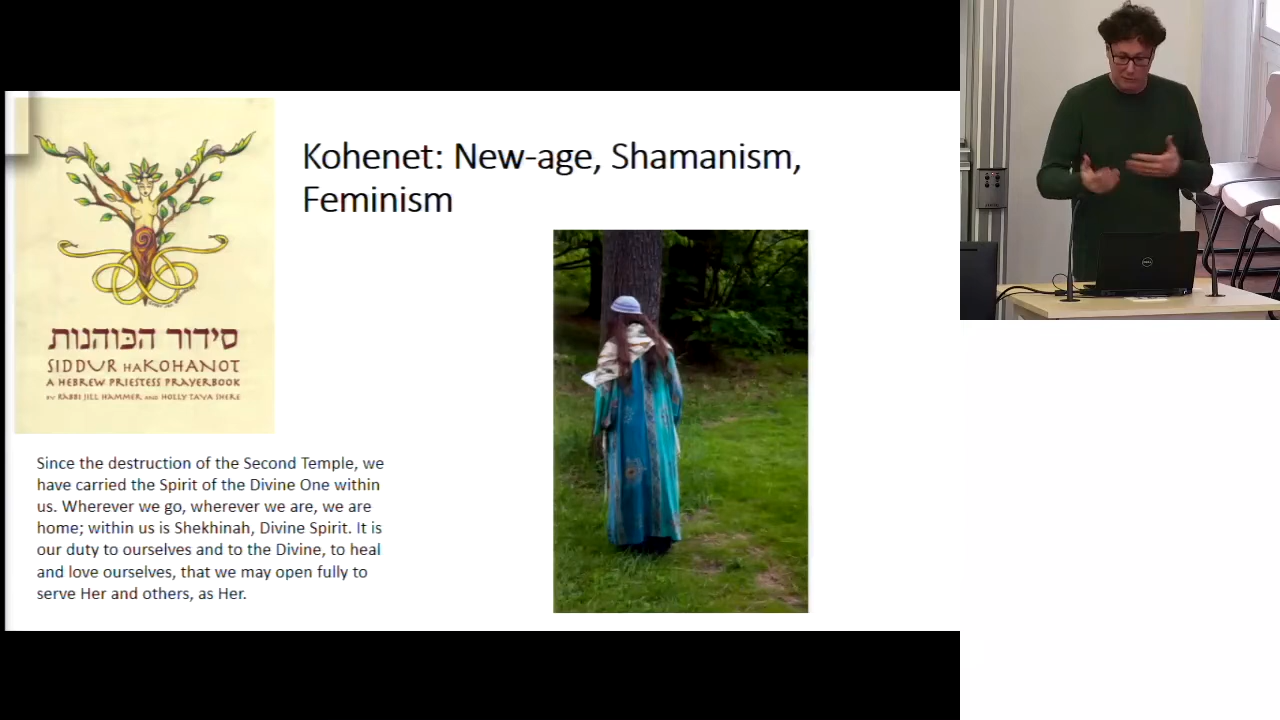 Kohenet: New-age, Shamanism,
Feminism
סידור הכוהנות
SIDDUR HAKOHANOT
A HEBREW PRIESTESS PRAYERBOOK
BY RABBI JILL HAMMER AND HOLLY TAYA SHERE
Since the destruction of the Second Temple, we
have carried the Spirit of the Divine One within
us. Wherever we go, wherever we are, we are
home; within us is Shekhinah, Divine Spirit. It is
our duty to ourselves and to the Divine, to heal
and love ourselves, that we may open fully to
serve Her and others, as Her.
DELL